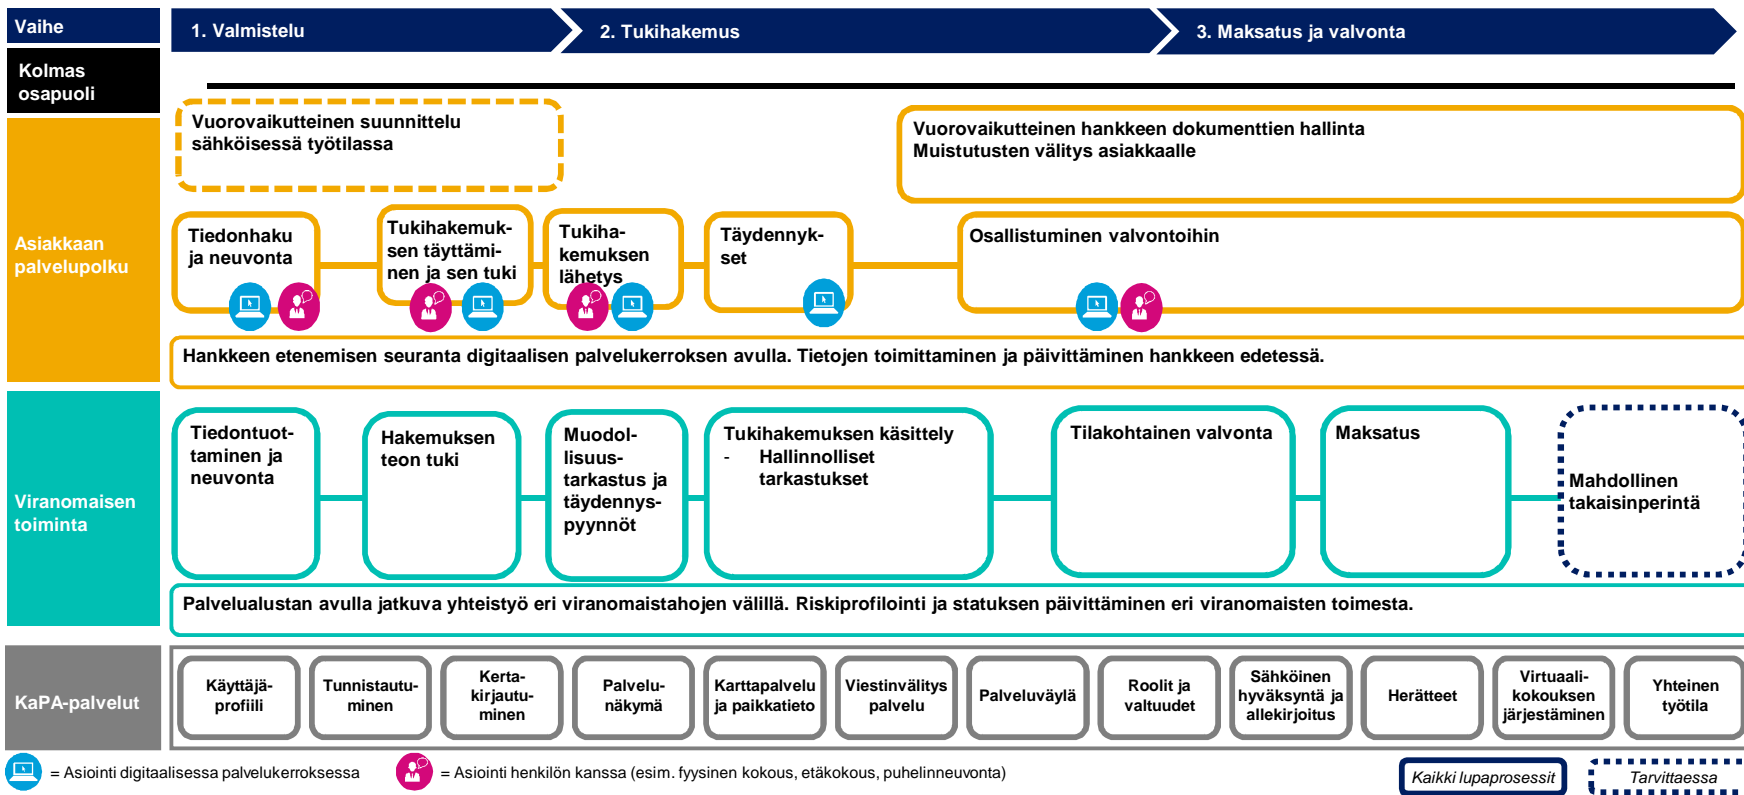 Vaihe
1. Valmistelu
2. Tukihakemus
3. Maksatus ja valvonta
Kolmas
osapuoli
Vuorovaikutteinen suunnittelu
sähköisessä työtilassa
Vuorovaikutteinen hankkeen dokumenttien hallinta
Muistutusten välitys asiakkaalle
Asiakkaan
palvelupolku
Tiedonhaku
ja neuvonta
Tukihakemuk-
sen täyttämi-
nen ja sen tuki
Tukiha-
kemuksen
lähetys
Täydennyk-
set
Osallistuminen valvontoihin
Hankkeen etenemisen seuranta digitaalisen palvelukerroksen avulla. Tietojen toimittaminen ja päivittäminen hankkeen edetessä.
Viranomaisen
toiminta
Tiedontuot-
taminen ja
neuvonta
Hakemuksen
teon tuki
Muodol-
lisuus-
tarkastus ja
täydennys-
pyynnöt
Tukihakemuksen käsittely
- Hallinnolliset
tarkastukset
Tilakohtainen valvonta
Maksatus
Mahdollinen
takaisinperintä
Palvelualustan avulla jatkuva yhteistyö eri viranomaistahojen välillä. Riskiprofilointi ja statuksen päivittäminen eri viranomaisten toimesta.
KaPA-palvelut
Käyttäjä-
profiili
Tunnistautu-
minen
Kerta-
kirjautu-
minen
Palvelu-
näkymä
Karttapalvelu
ja paikkatieto
Viestinvälitys
palvelu
Palveluväylä
Roolit ja
valtuudet
Sähköinen
hyväksyntä ja
allekirjoitus
Herätteet
Virtuaali-
kokouksen
järjestäminen
Yhteinen
työtila
= Asiointi digitaalisessa palvelukerroksessa
= Asiointi henkilön kanssa (esim. fyysinen kokous, etäkokous, puhelinneuvonta)
Kaikki lupaprosessit
Tarvittaessa